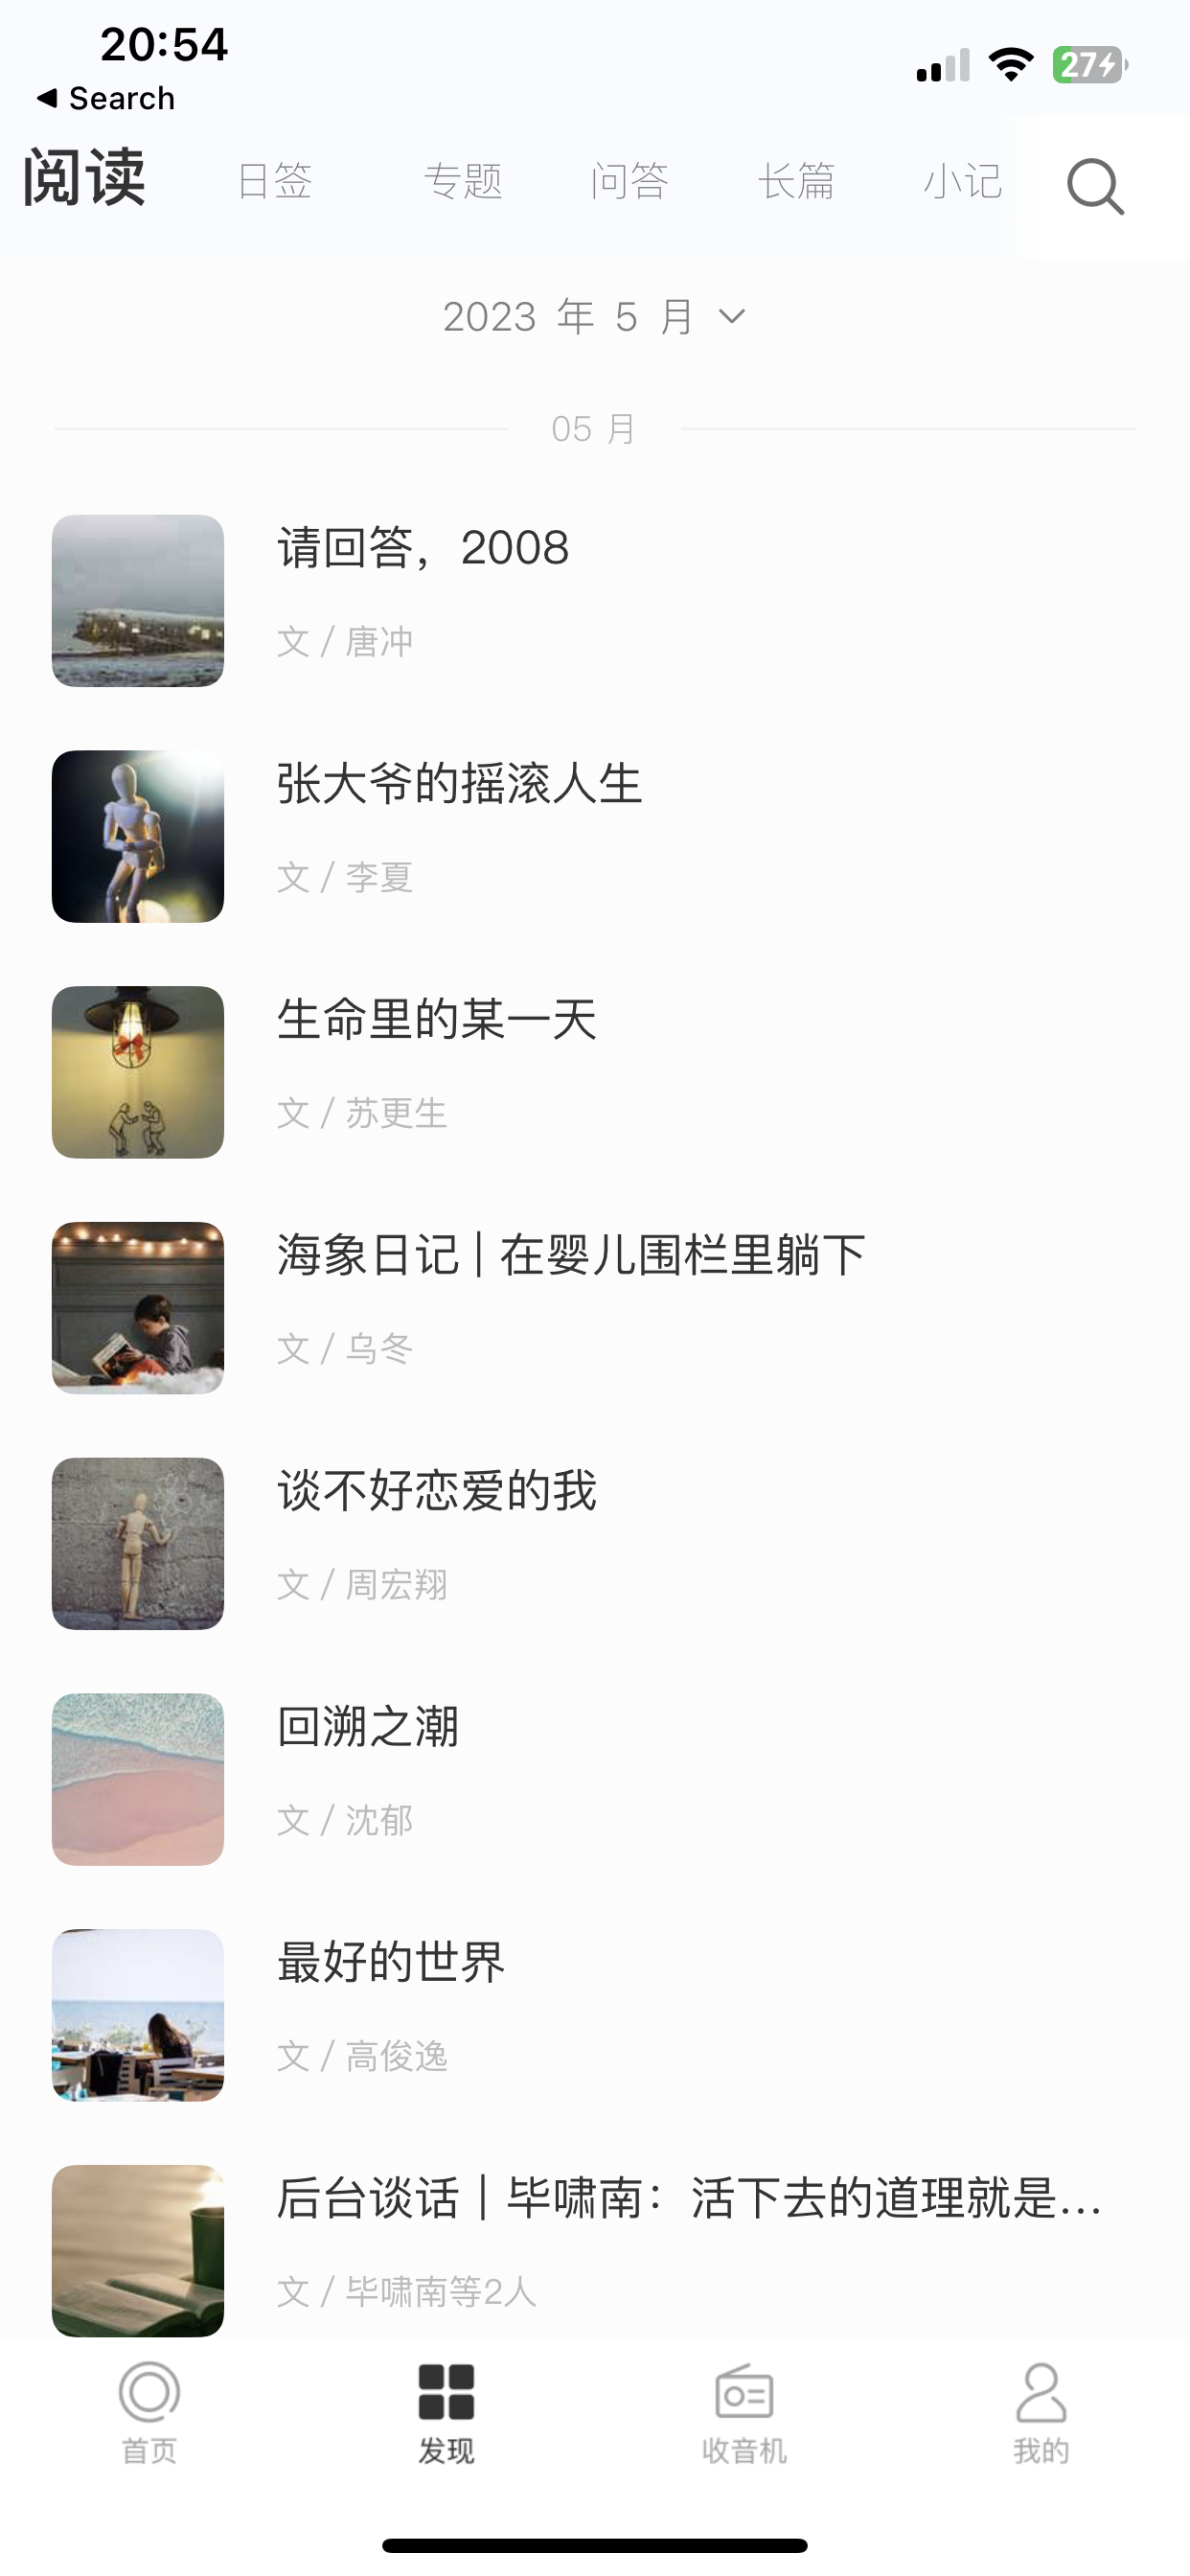 20:54
27
◀ Search
阅读 日签 专题 问答 长篇 小记
2023 年 5 月
05 月
请回答，2008
文 / 唐冲
张大爷的摇滚人生
文 / 李夏
生命里的某一天
文 / 苏更生
海象日记 | 在婴儿围栏里躺下
文 / 乌冬
谈不好恋爱的我
文 / 周宏翔
回溯之潮
文 / 沈郁
最好的世界
文 / 高俊逸
后台谈话 | 毕啸南：活下去的道理就是...
文 / 毕啸南等2人
首页 发现 收音机 我的